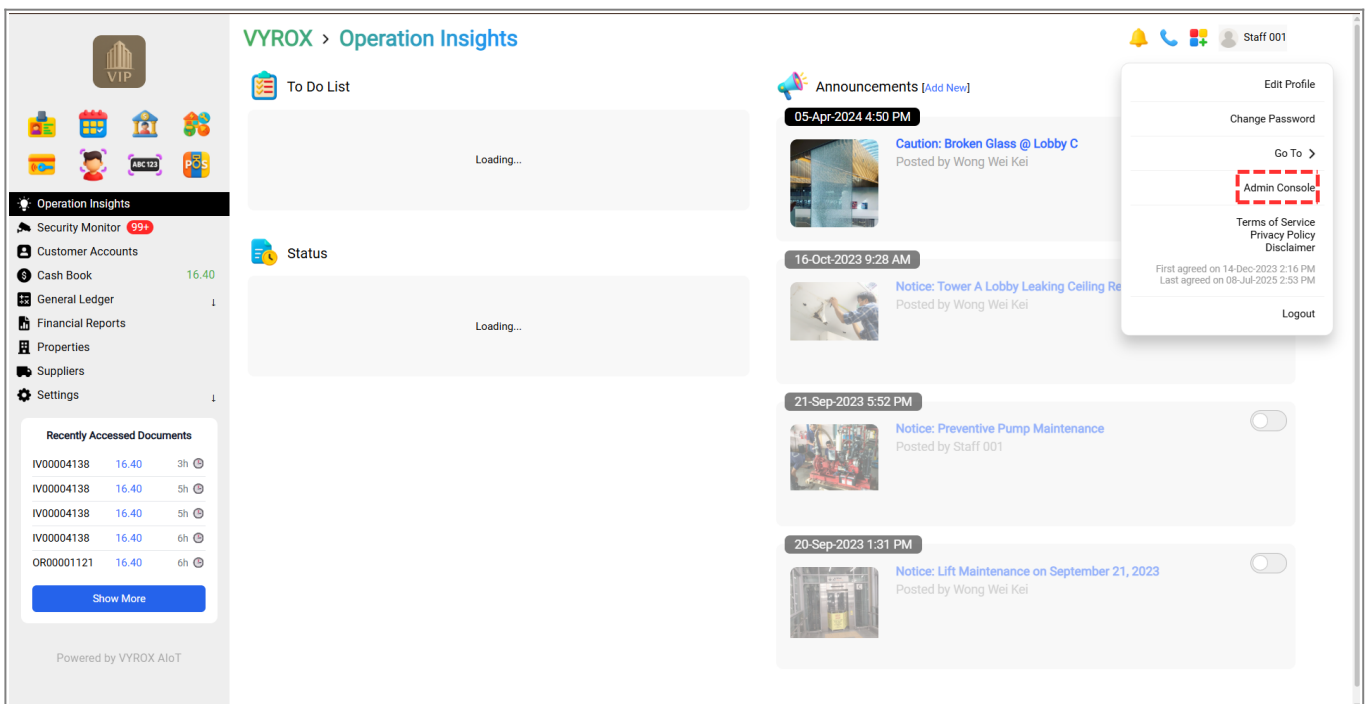 VIP
ABC 123
POS
Operation Insights
Security Monitor 99+
Customer Accounts
Cash Book 16.40
General Ledger ↓
Financial Reports
Properties
Suppliers
Settings ↓
Recently Accessed Documents
IV00004138 16.40 3h
IV00004138 16.40 5h
IV00004138 16.40 5h
IV00004138 16.40 6h
OR00001121 16.40 6h
Show More
Powered by VYROX AIoT
VYROX > Operation Insights
To Do List
Loading...
Status
Loading...
Announcements [Add New]
05-Apr-2024 4:50 PM
Caution: Broken Glass @ Lobby C
Posted by Wong Wei Kei
16-Oct-2023 9:28 AM
Notice: Tower A Lobby Leaking Ceiling Re
Posted by Wong Wei Kei
21-Sep-2023 5:52 PM
Notice: Preventive Pump Maintenance
Posted by Staff 001
20-Sep-2023 1:31 PM
Notice: Lift Maintenance on September 21, 2023
Posted by Wong Wei Kei
Staff 001
Edit Profile
Change Password
Go To >
Admin Console
Terms of Service
Privacy Policy
Disclaimer
First agreed on 14-Dec-2023 2:16 PM
Last agreed on 08-Jul-2025 2:53 PM
Logout